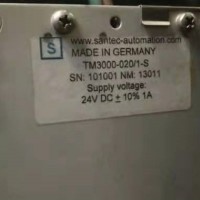 S
www.santec-automation.com
MADE IN GERMANY
TM3000-020/1-S
SN: 101001 NM: 13011
Supply voltage:
24V DC ± 10% 1A